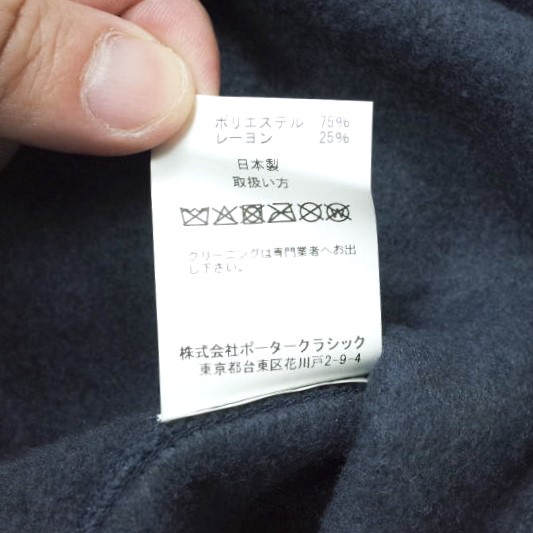 ポリエステル 75%
レーヨン 25%
日本製
取扱い方
クリーニングは専門業者へお出
し下さい。
株式会社ポータークラシック
東京都台東区花川戸2-9-4